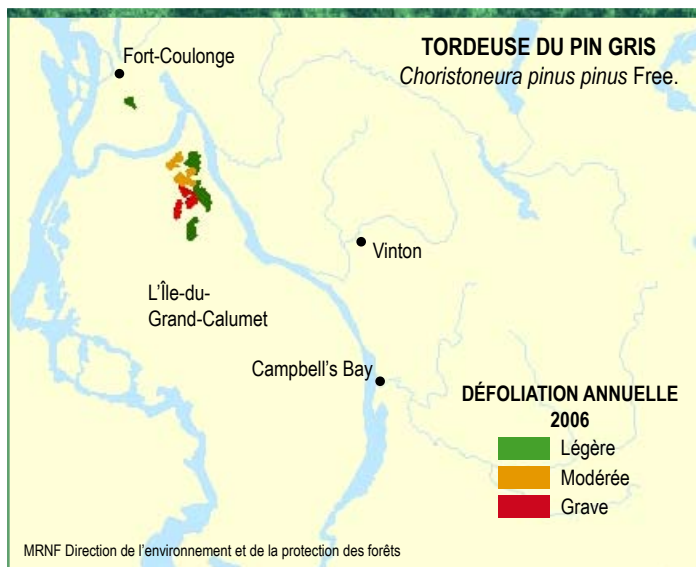 TORDEUSE DU PIN GRIS
Choristoneura pinus pinus Free.
Fort-Coulonge
Vinton
L'Île-du-
Grand-Calumet
Campbell's Bay
DÉFOLIATION ANNUELLE
2006
Légère
Modérée
Grave
MRNF Direction de l'environnement et de la protection des forêts